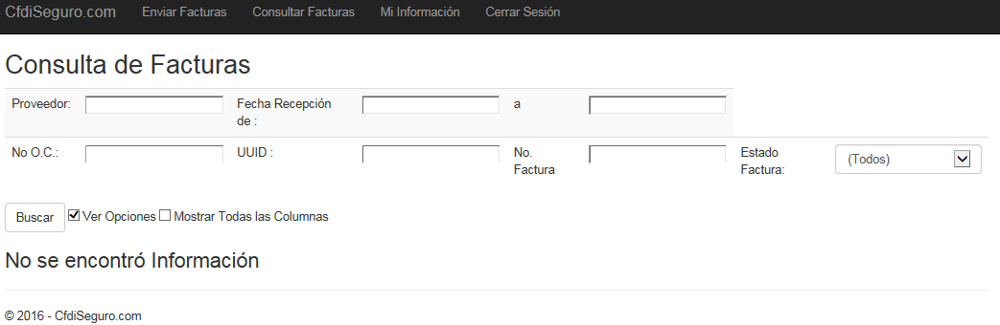 CfdiSeguro.com Enviar Facturas Consultar Facturas Mi Información Cerrar Sesión
Consulta de Facturas
Proveedor: Fecha Recepción de : a
No O.C.: UUID : No. Factura Estado Factura: (Todos)
Buscar Ver Opciones Mostrar Todas las Columnas
No se encontró Información
© 2016 - CfdiSeguro.com